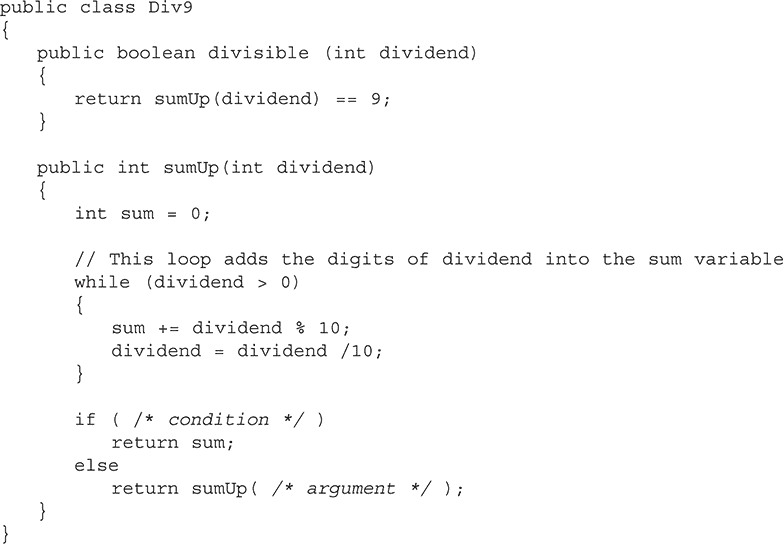 public class Div9
{
   public boolean divisible (int dividend)
   {
      return sumUp(dividend) == 9;
   }

   public int sumUp(int dividend)
   {
      int sum = 0;

      // This loop adds the digits of dividend into the sum variable
      while (dividend > 0)
      {
         sum += dividend % 10;
         dividend = dividend /10;
      }

      if ( /* condition */ )
         return sum;
      else
         return sumUp( /* argument */ );
   }
}